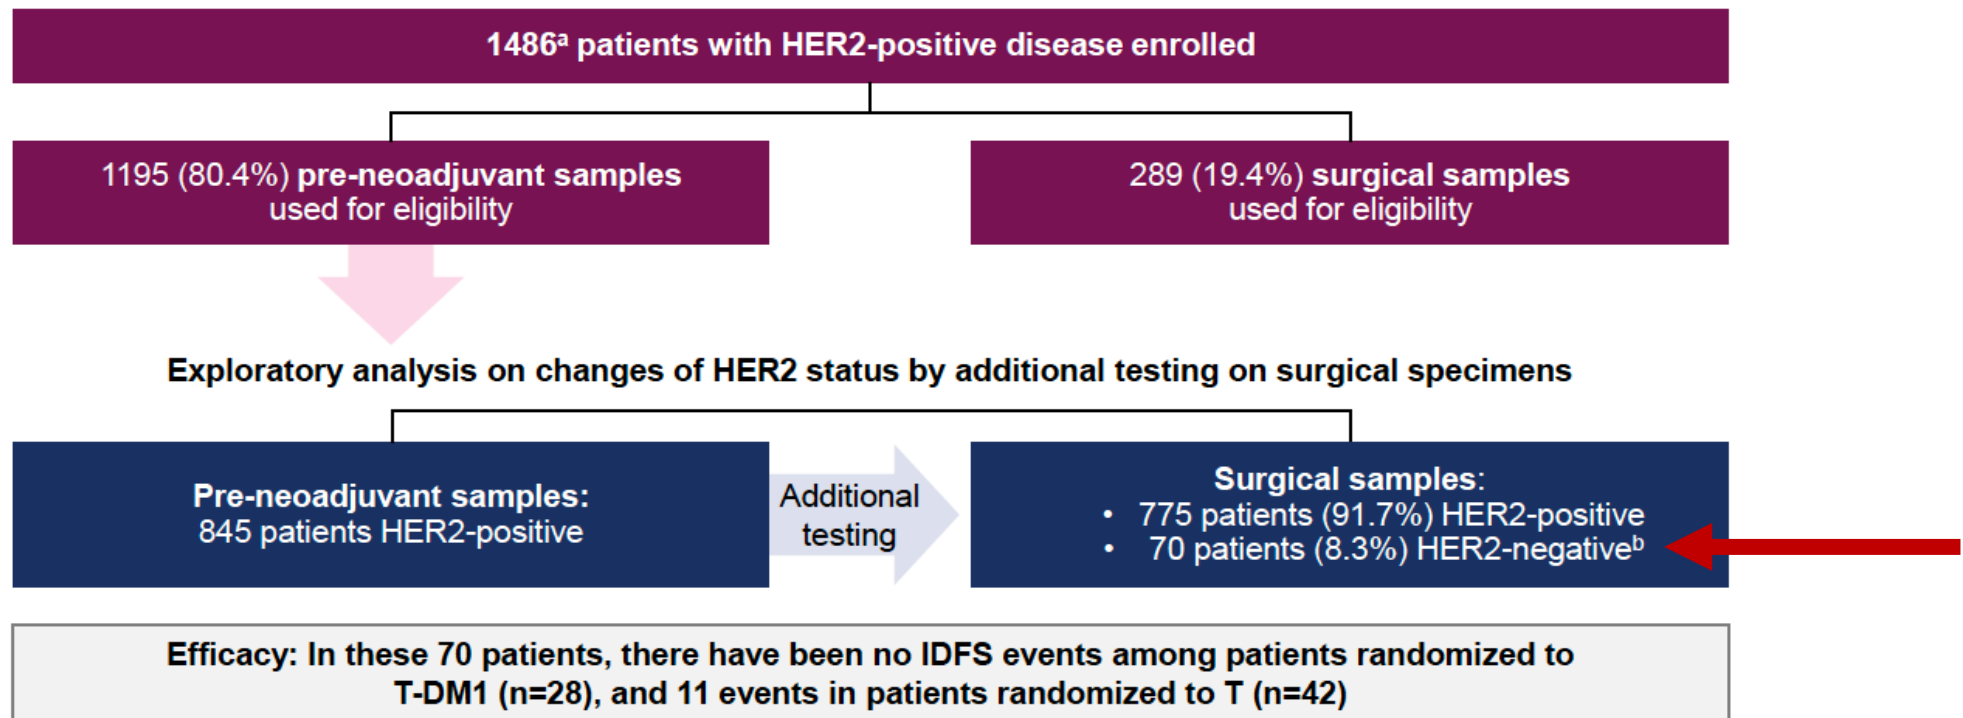 1486ᵃ patients with HER2-positive disease enrolled
1195 (80.4%) pre-neoadjuvant samples
used for eligibility
289 (19.4%) surgical samples
used for eligibility
Exploratory analysis on changes of HER2 status by additional testing on surgical specimens
Pre-neoadjuvant samples:
845 patients HER2-positive
Additional
testing
Surgical samples:
• 775 patients (91.7%) HER2-positive
• 70 patients (8.3%) HER2-negativeᵇ
Efficacy: In these 70 patients, there have been no IDFS events among patients randomized to
T-DM1 (n=28), and 11 events in patients randomized to T (n=42)